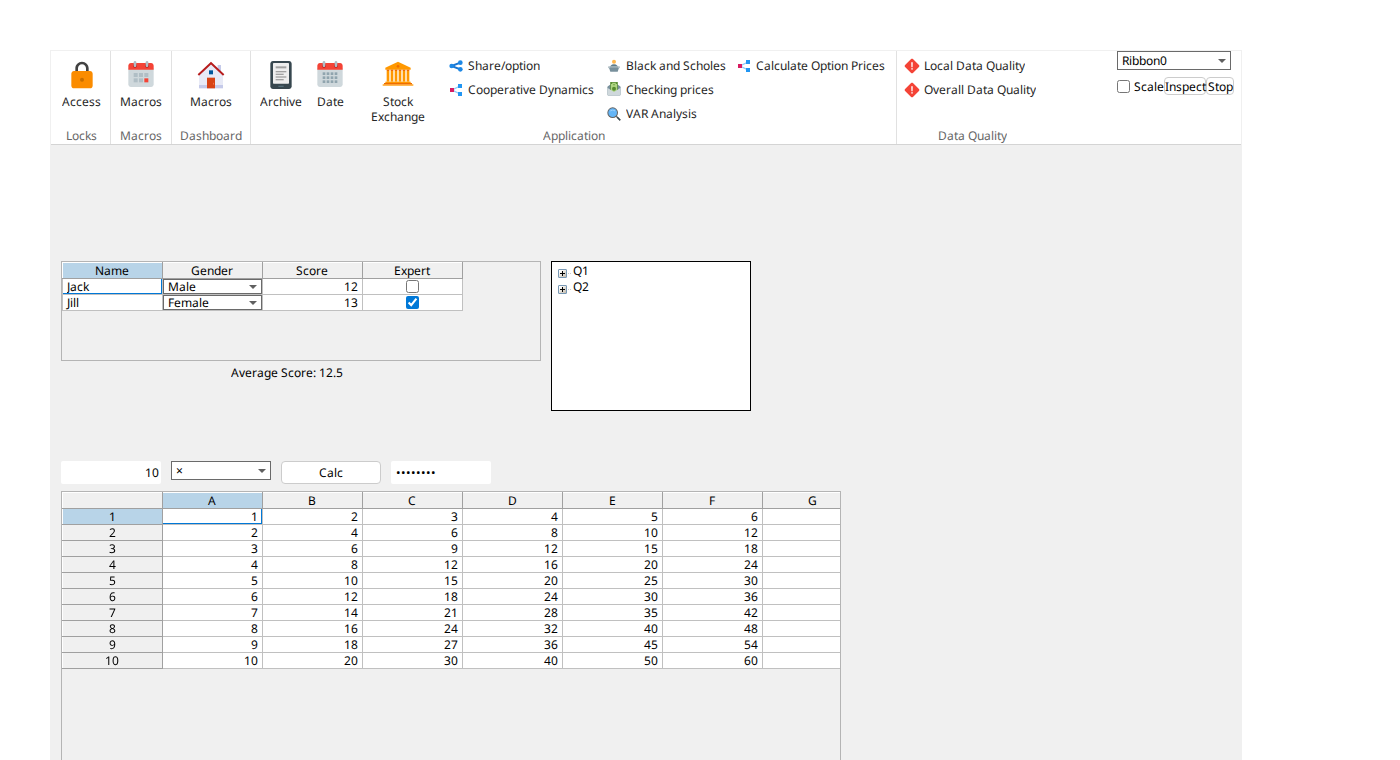 Access
Locks
Macros
Macros
Macros
Dashboard
Archive
Date
Stock
Exchange
Share/option
Cooperative Dynamics
Black and Scholes
Checking prices
VAR Analysis
Calculate Option Prices
Application
Local Data Quality
Overall Data Quality
Data Quality
Ribbon0
Scale Inspect Stop
Name Gender Score Expert
Jack Male 12
Jill Female 13
Average Score: 12.5
Q1
Q2
10 × Calc ••••••••
A B C D E F G
1 1 2 3 4 5 6
2 2 4 6 8 10 12
3 3 6 9 12 15 18
4 4 8 12 16 20 24
5 5 10 15 20 25 30
6 6 12 18 24 30 36
7 7 14 21 28 35 42
8 8 16 24 32 40 48
9 9 18 27 36 45 54
10 10 20 30 40 50 60